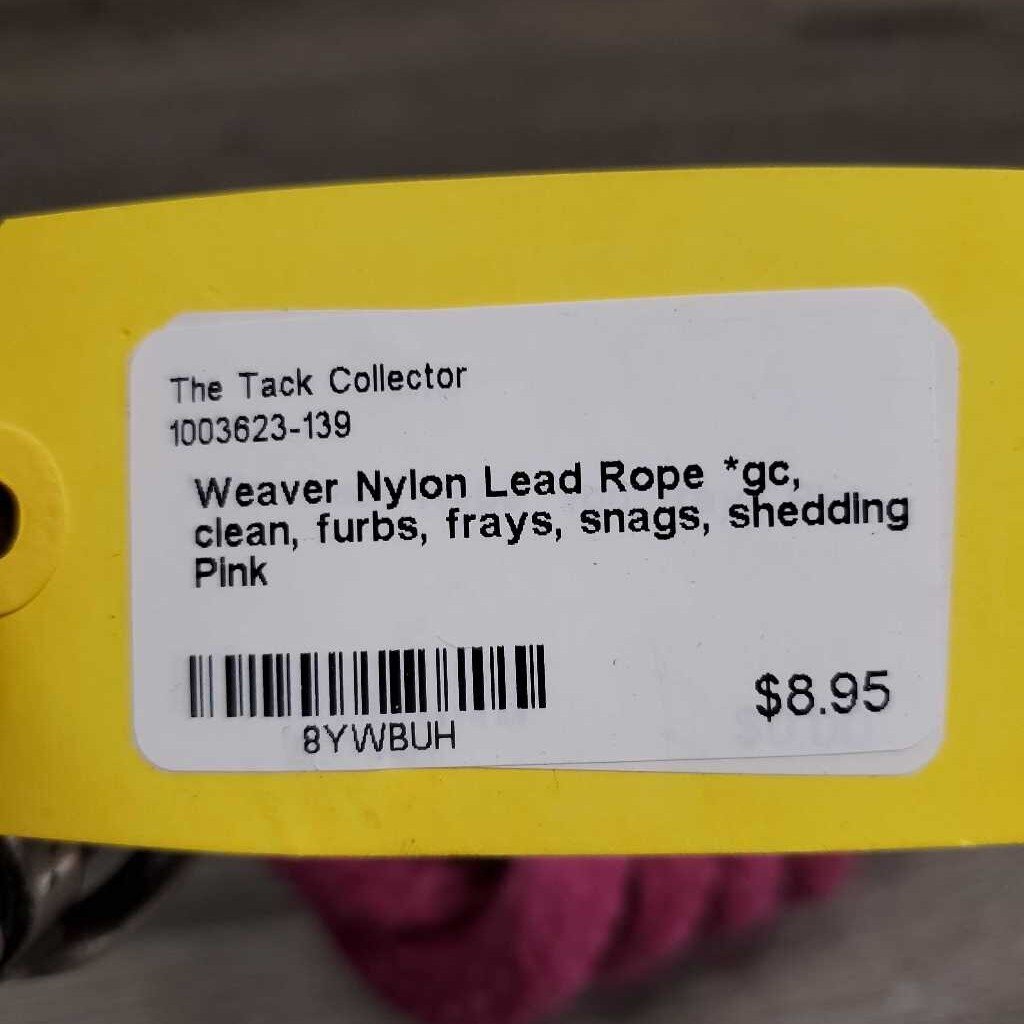 The Tack Collector
1003623-139
Weaver Nylon Lead Rope *gc,
clean, furbs, frays, snags, shedding
Pink
8YWBUH
$8.95